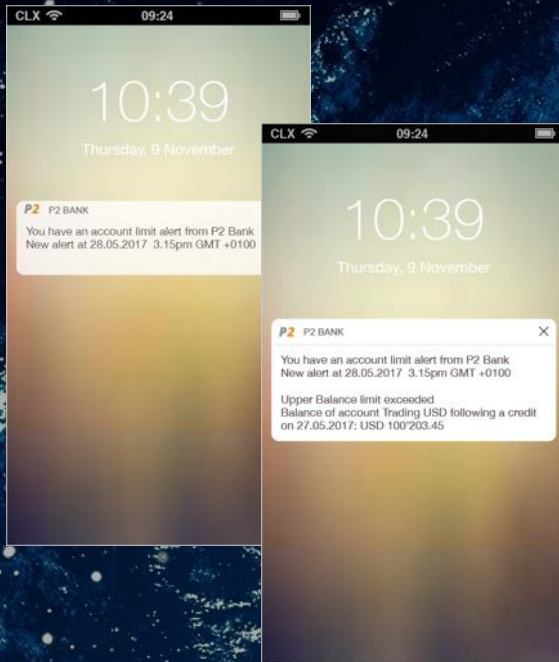 CLX 09:24
10:39
Thursday, 9 November
P2 P2 BANK
You have an account limit alert from P2 Bank
New alert at 28.05.2017 3.15pm GMT +0100
CLX 09:24
10:39
Thursday, 9 November
P2 P2 BANK
You have an account limit alert from P2 Bank
New alert at 28.05.2017 3.15pm GMT +0100
Upper Balance limit exceeded
Balance of account Trading USD following a credit
on 27.05.2017: USD 100'203.45